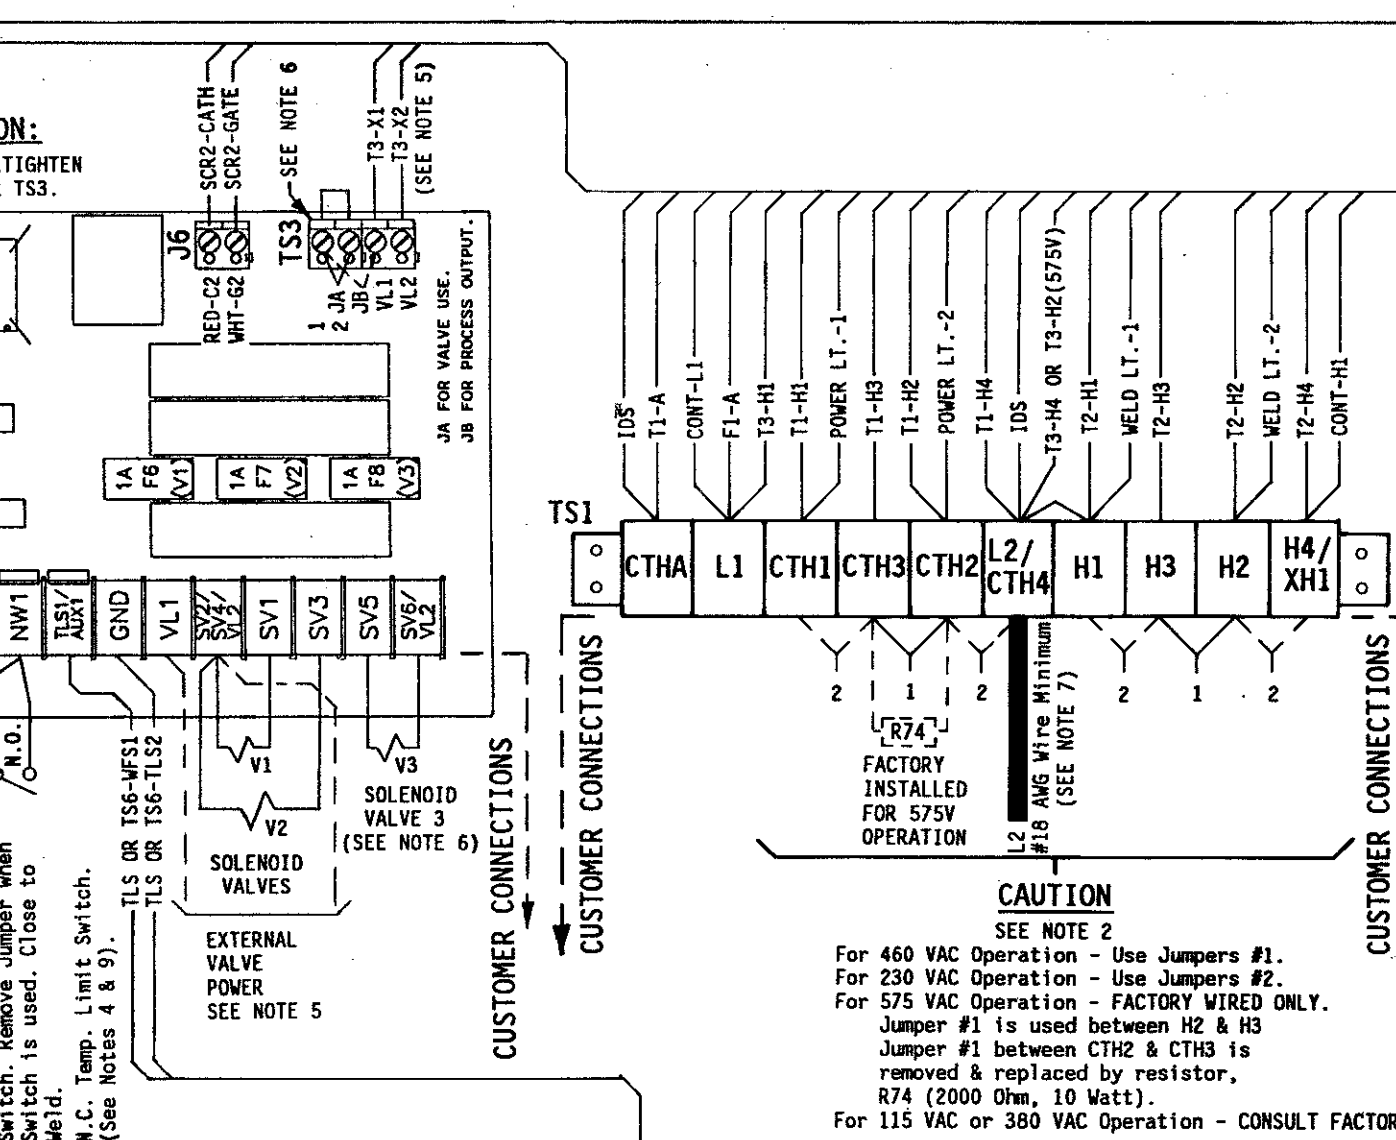 ON:
TIGHTEN
TS3.
SCR2-CATH
SCR2-GATE
SEE NOTE 6
T3-X1
T3-X2
(SEE NOTE 5)
J6
TS3
RED-C2
WHT-G2
1
2
JA
JB
VL1
VL2
JA FOR VALVE USE.
JB FOR PROCESS OUTPUT.
1A
F6
(V1)
1A
F7
(V2)
1A
F8
(V3)
NW1
TLS1/
AUX1
GND
VL1
SV2/
SV4/
VL2
SV1
SV3
SV5
SV6/
VL2
N.O.
V1
V2
V3
SOLENOID
VALVES
SOLENOID
VALVE 3
(SEE NOTE 6)
EXTERNAL
VALVE
POWER
SEE NOTE 5
TLS OR TS6-WFS1
TLS OR TS6-TLS2
Switch. Remove Jumper when
Switch is used. Close to
Weld.
N.C. Temp. Limit Switch.
(See Notes 4 & 9).
CUSTOMER CONNECTIONS
CUSTOMER CONNECTIONS
IDS
T1-A
CONT-L1
F1-A
T3-H1
T1-H1
POWER LT.-1
T1-H3
T1-H2
POWER LT.-2
T1-H4
IDS
T3-H4 OR T3-H2(575V)
T2-H1
WELD LT.-1
T2-H3
T2-H2
WELD LT.-2
T2-H4
CONT-H1
TS1
CTHA
L1
CTH1
CTH3
CTH2
L2/
CTH4
H1
H3
H2
H4/
XH1
2
1
2
2
1
2
R74
FACTORY
INSTALLED
FOR 575V
OPERATION
L2
#18 AWG Wire Minimum
(SEE NOTE 7)
CUSTOMER CONNECTIONS
CAUTION
SEE NOTE 2
For 460 VAC Operation - Use Jumpers #1.
For 230 VAC Operation - Use Jumpers #2.
For 575 VAC Operation - FACTORY WIRED ONLY.
Jumper #1 is used between H2 & H3
Jumper #1 between CTH2 & CTH3 is
removed & replaced by resistor,
R74 (2000 Ohm, 10 Watt).
For 115 VAC or 380 VAC Operation - CONSULT FACTOR